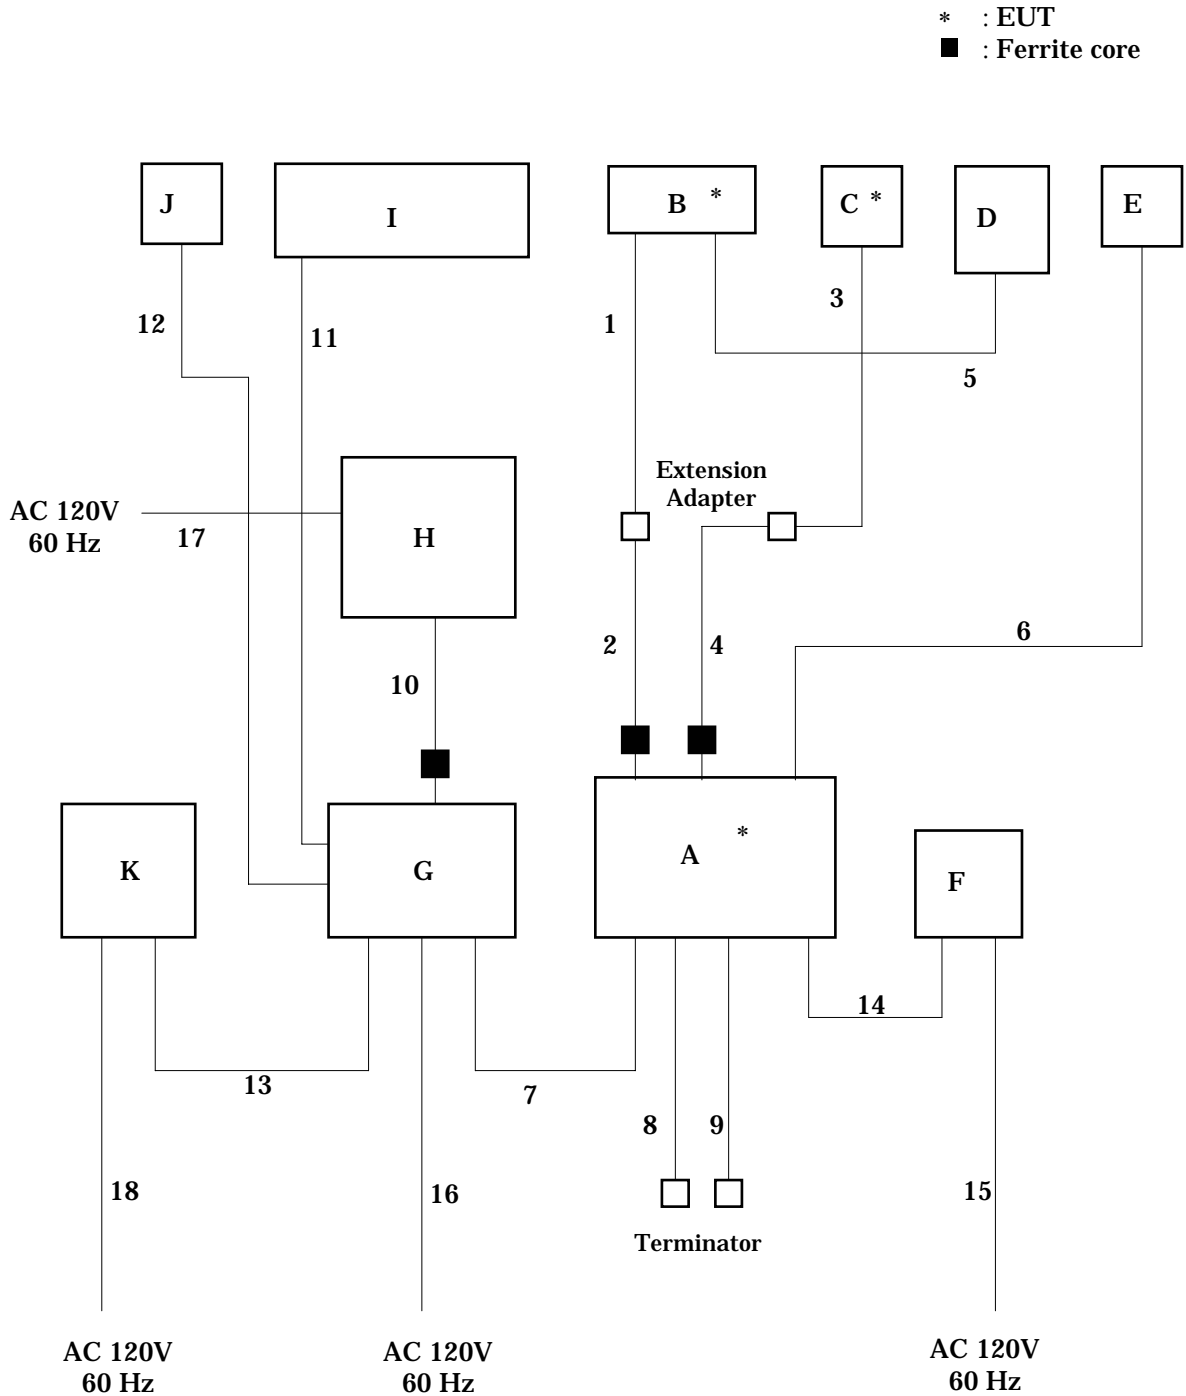 * : EUT
■ : Ferrite core
J
I
B *
C *
D
E
12
11
1
3
5
Extension
Adapter
AC 120V
60 Hz
17
H
2
4
6
10
K
G
A *
F
14
13
7
8
9
18
16
15
Terminator
AC 120V
60 Hz
AC 120V
60 Hz
AC 120V
60 Hz